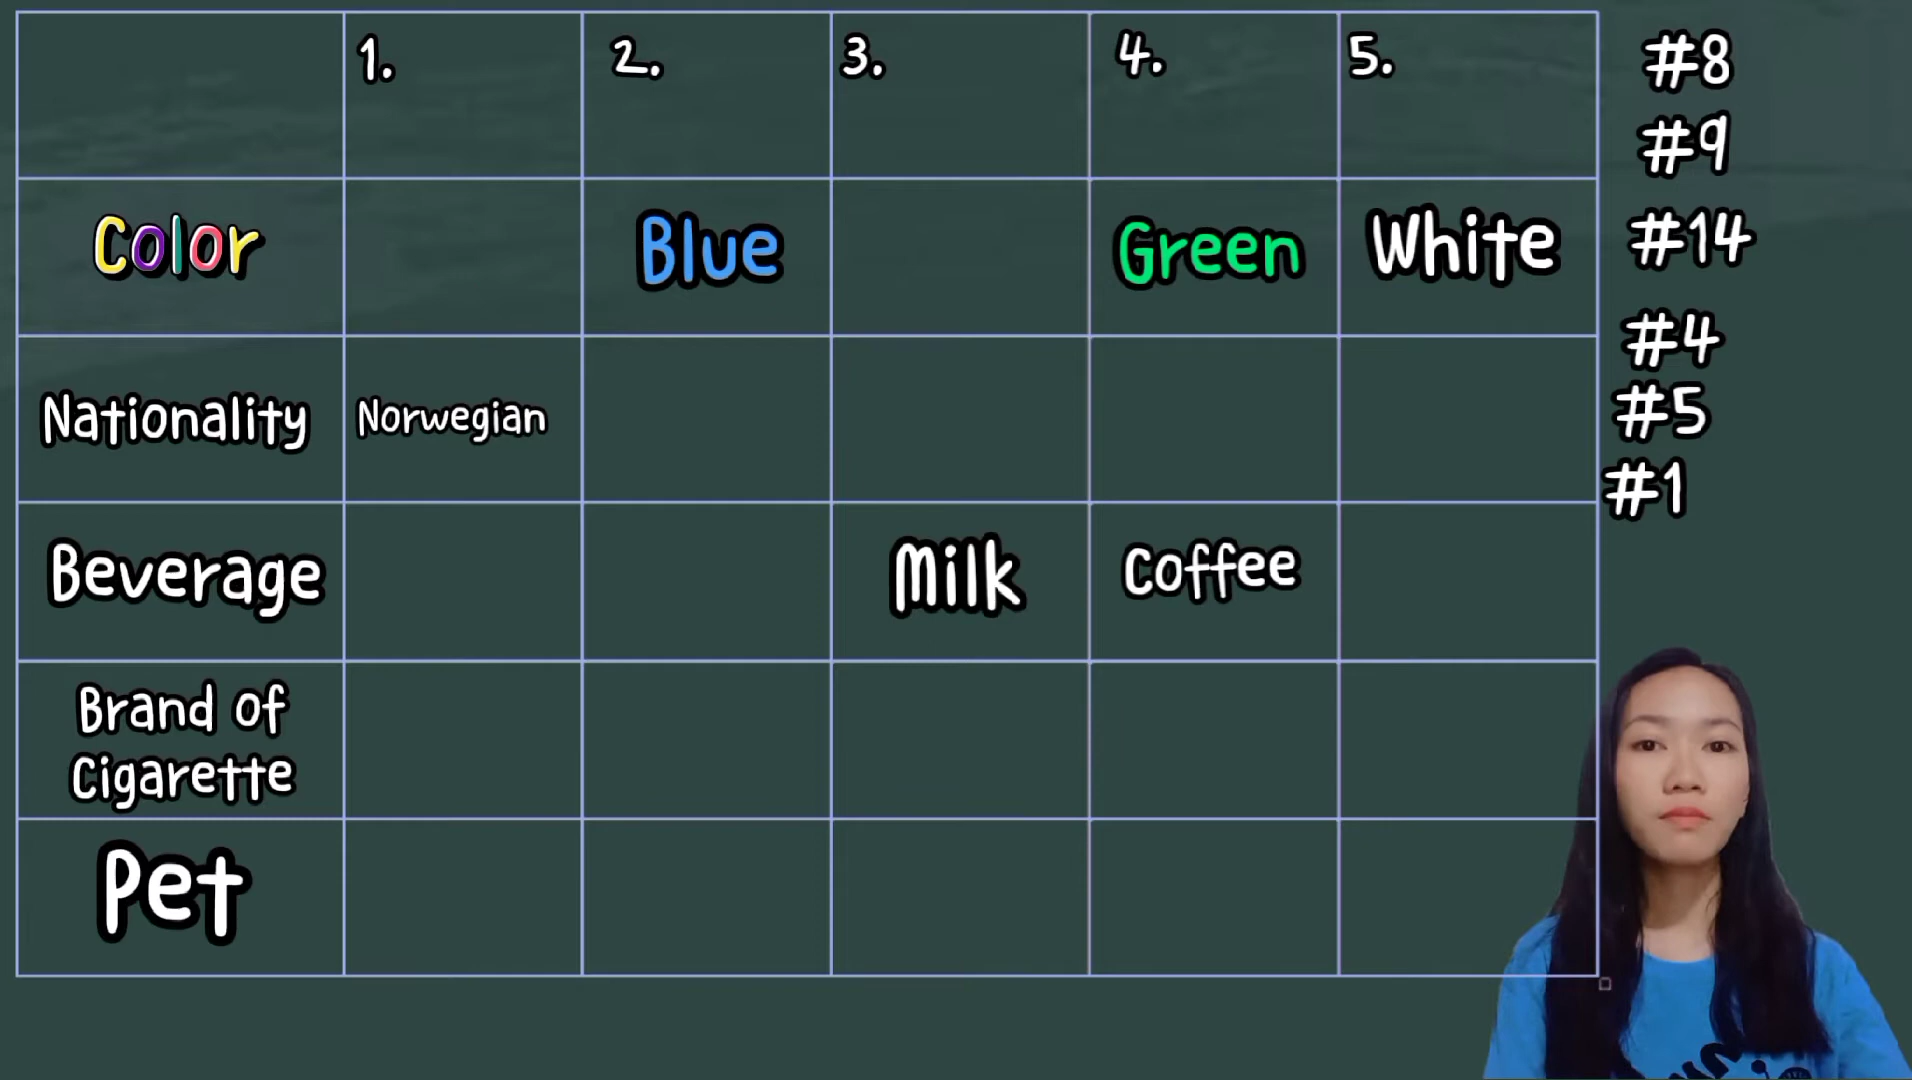 1. 2. 3. 4. 5.
Color Blue Green White
Nationality Norwegian
Beverage Milk Coffee
Brand of
Cigarette
Pet
#8
#9
#14
#4
#5
#1